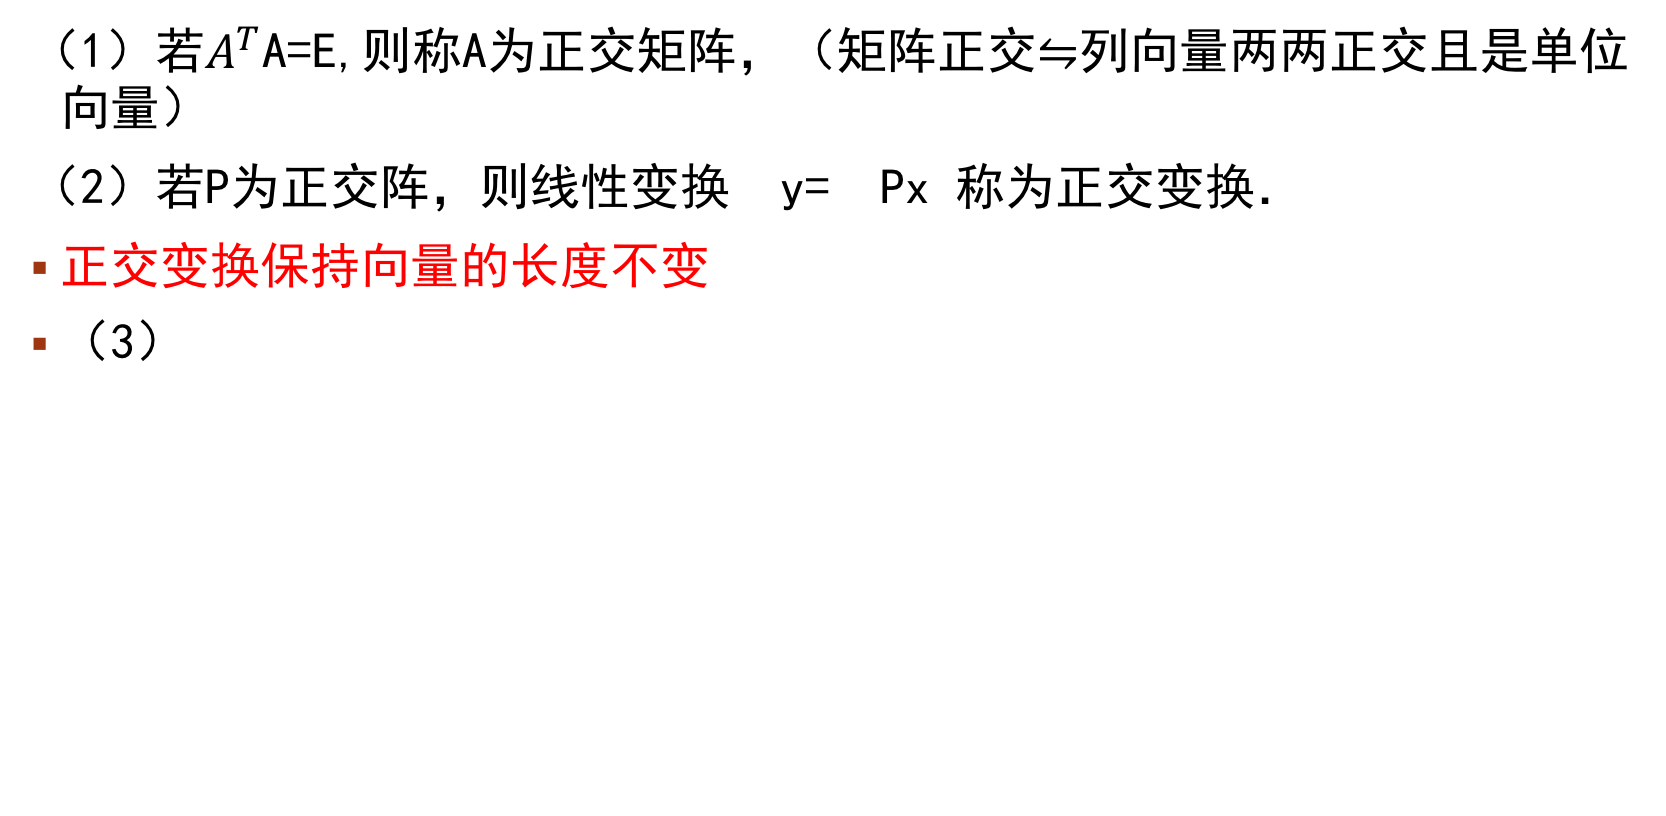 （1）若A^T A=E,则称A为正交矩阵，（矩阵正交⇋列向量两两正交且是单位
向量）
（2）若P为正交阵，则线性变换 y= Px 称为正交变换.
▪ 正交变换保持向量的长度不变
▪ （3）